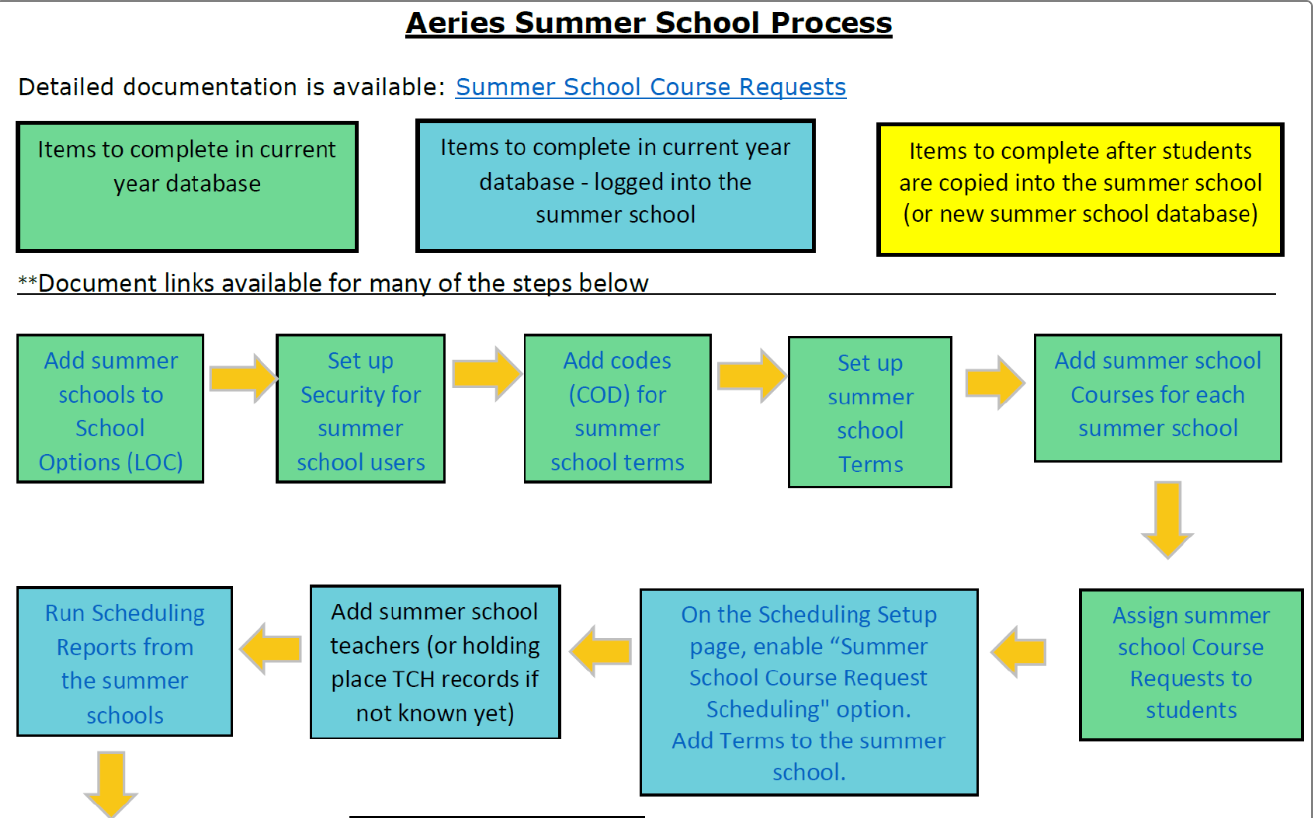 Aeries Summer School Process
Detailed documentation is available: Summer School Course Requests
Items to complete in current
year database
Items to complete in current year
database - logged into the
summer school
Items to complete after students
are copied into the summer school
(or new summer school database)
**Document links available for many of the steps below
Add summer
schools to
School
Options (LOC)
Set up
Security for
summer
school users
Add codes
(COD) for
summer
school terms
Set up
summer
school
Terms
Add summer school
Courses for each
summer school
Assign summer
school Course
Requests to
students
On the Scheduling Setup
page, enable “Summer
School Course Request
Scheduling" option.
Add Terms to the summer
school.
Add summer school
teachers (or holding
place TCH records if
not known yet)
Run Scheduling
Reports from
the summer
schools